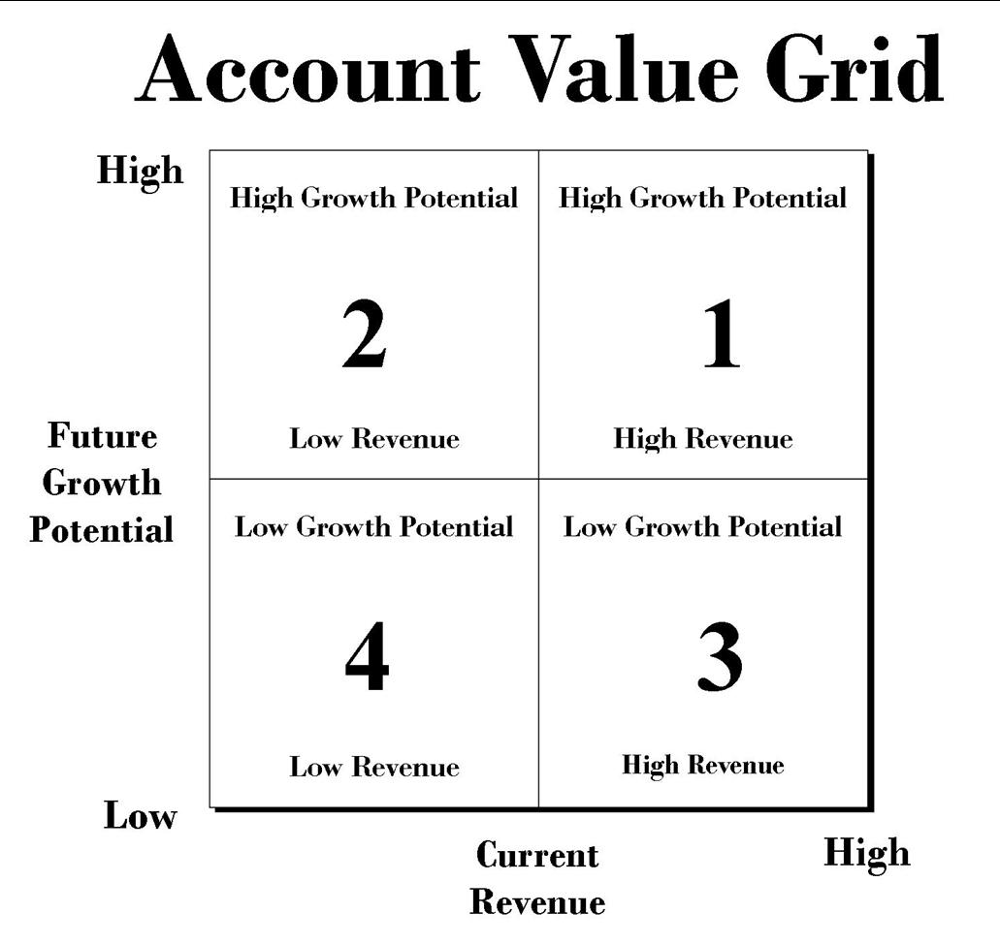 Account Value Grid
High
High Growth Potential
2
Low Revenue
High Growth Potential
1
High Revenue
Future
Growth
Potential
Low Growth Potential
4
Low Revenue
Low Growth Potential
3
High Revenue
Low
Current
Revenue
High